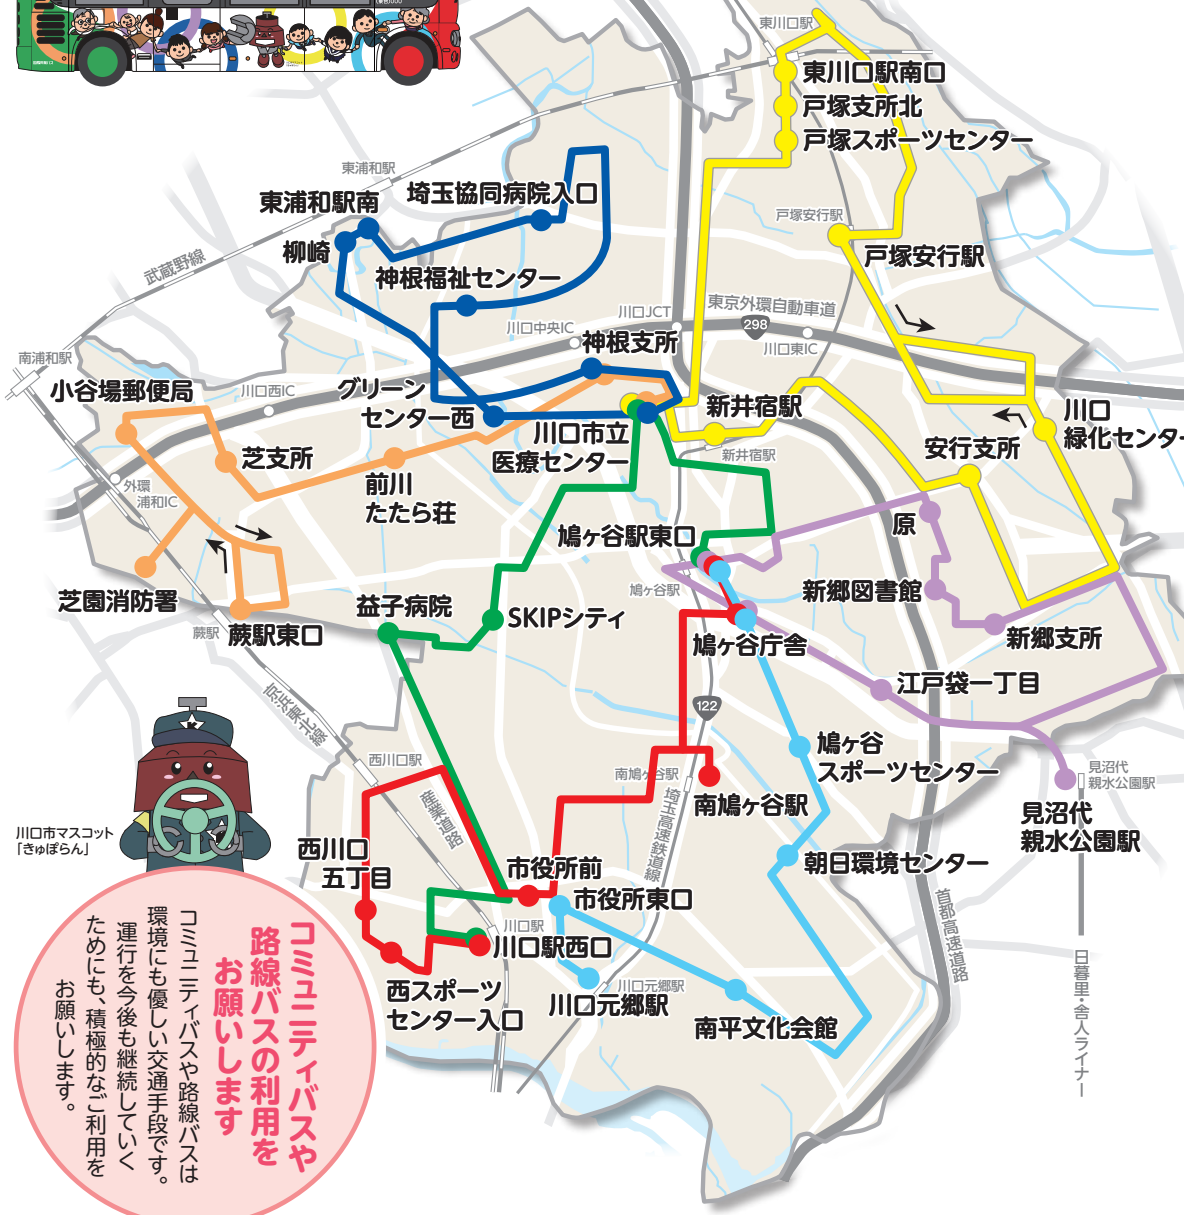 東川口駅
東川口駅南口
戸塚支所北
戸塚スポーツセンター
東浦和駅
東浦和駅南
埼玉協同病院入口
柳崎
戸塚安行駅
戸塚安行駅
武蔵野線
神根福祉センター
川口JCT
東京外環自動車道
298
川口中央IC
神根支所
川口東IC
南浦和駅
小谷場郵便局
川口西IC
グリーン
センター西
新井宿駅
川口
緑化センター
川口市立
医療センター
安行支所
芝支所
新井宿駅
外環
浦和IC
前川
たたら荘
原
鳩ヶ谷駅東口
鳩ヶ谷駅
新郷図書館
芝園消防署
益子病院
SKIPシティ
蕨駅
蕨駅東口
鳩ヶ谷庁舎
新郷支所
江戸袋一丁目
京浜東北線
122
K
鳩ヶ谷
スポーツセンター
西川口駅
南鳩ヶ谷駅
南鳩ヶ谷駅
見沼代
親水公園駅
見沼代
親水公園駅
産業道路
埼玉高速鉄道線
川口市マスコット
「きゅぽらん」
西川口
五丁目
市役所前
朝日環境センター
市役所東口
首都高速道路
川口駅
川口駅西口
日暮里・舎人ライナー
西スポーツ
センター入口
川口元郷駅
川口元郷駅
南平文化会館
コミュニティバスや
路線バスの利用を
お願いします
コミュニティバスや路線バスは
環境にも優しい交通手段です。
運行を今後も継続していく
ためにも、積極的なご利用を
お願いします。